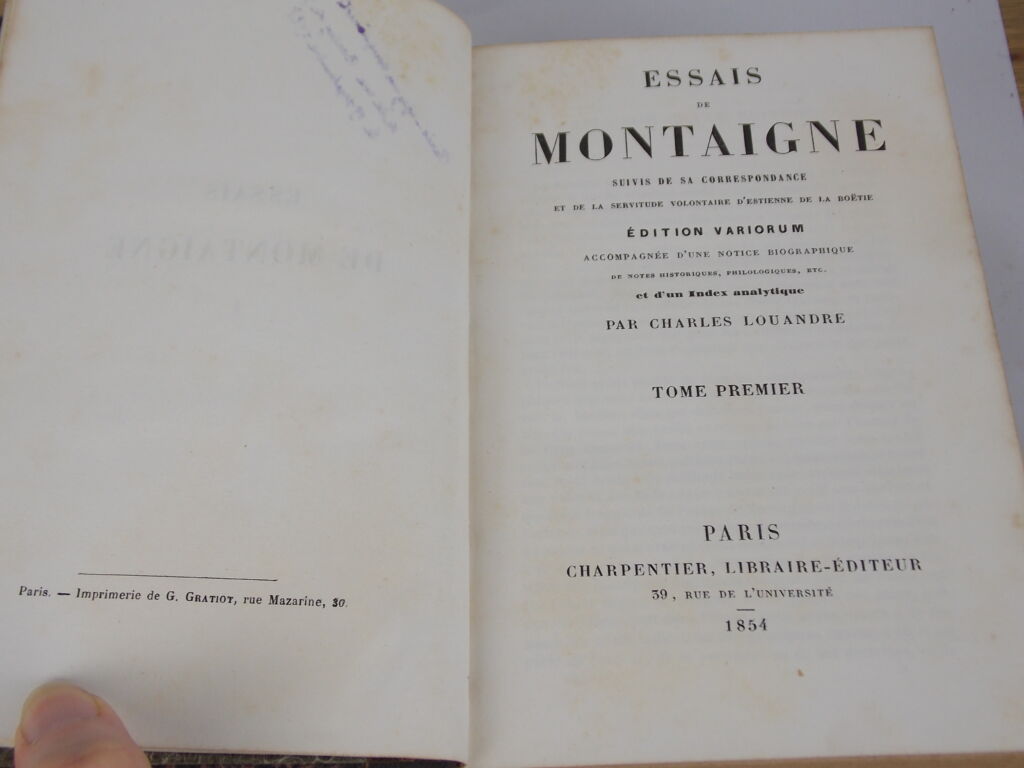 Paris. — Imprimerie de G. GRATIOT, rue Mazarine, 30.
ESSAIS
DE
MONTAIGNE
SUIVIS DE SA CORRESPONDANCE
ET DE LA SERVITUDE VOLONTAIRE D'ESTIENNE DE LA BOËTIE
ÉDITION VARIORUM
ACCOMPAGNÉE D'UNE NOTICE BIOGRAPHIQUE
DE NOTES HISTORIQUES, PHILOLOGIQUES, ETC.
et d'un Index analytique
PAR CHARLES LOUANDRE
TOME PREMIER
PARIS
CHARPENTIER, LIBRAIRE-ÉDITEUR
39, RUE DE L'UNIVERSITÉ
1854